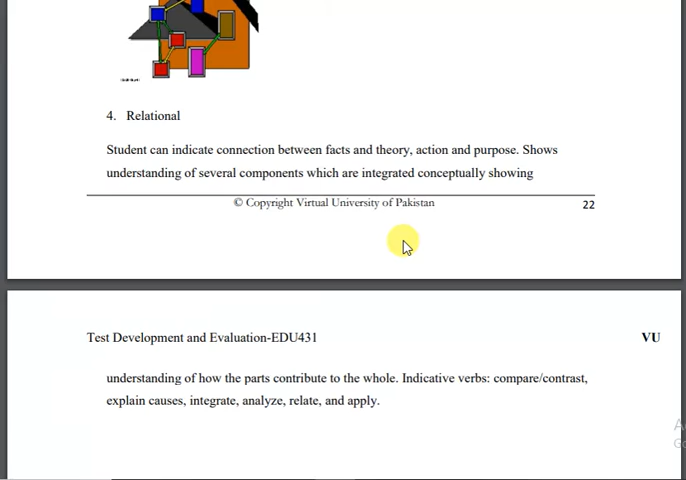 4. Relational
Student can indicate connection between facts and theory, action and purpose. Shows
understanding of several components which are integrated conceptually showing
© Copyright Virtual University of Pakistan 22
Test Development and Evaluation-EDU431 VU
understanding of how the parts contribute to the whole. Indicative verbs: compare/contrast,
explain causes, integrate, analyze, relate, and apply.